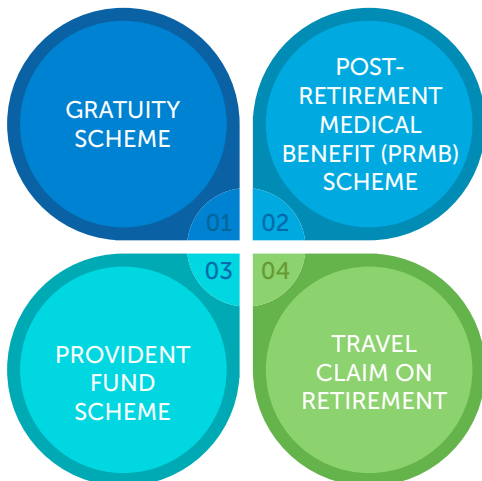 GRATUITY
SCHEME
01
POST-
RETIREMENT
MEDICAL
BENEFIT (PRMB)
SCHEME
02
03
PROVIDENT
FUND
SCHEME
04
TRAVEL
CLAIM ON
RETIREMENT